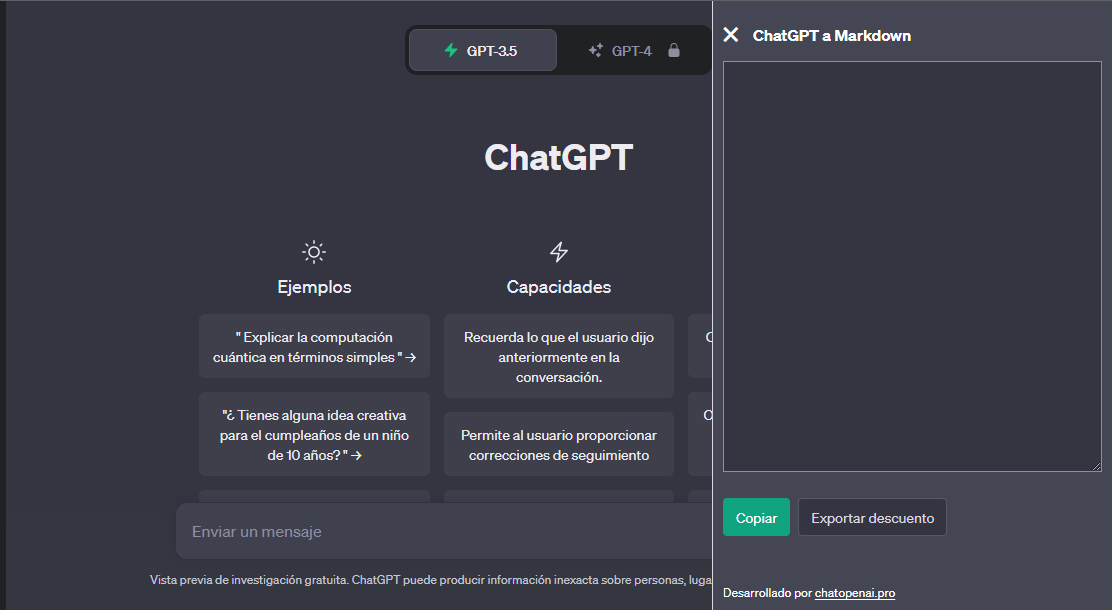 GPT-3.5
GPT-4
ChatGPT
Ejemplos
" Explicar la computación
cuántica en términos simples " →
"¿ Tienes alguna idea creativa
para el cumpleaños de un niño
de 10 años? " →
Capacidades
Recuerda lo que el usuario dijo
anteriormente en la
conversación.
Permite al usuario proporcionar
correcciones de seguimiento
Enviar un mensaje
Vista previa de investigación gratuita. ChatGPT puede producir información inexacta sobre personas, luga
ChatGPT a Markdown
Copiar
Exportar descuento
Desarrollado por chatopenai.pro